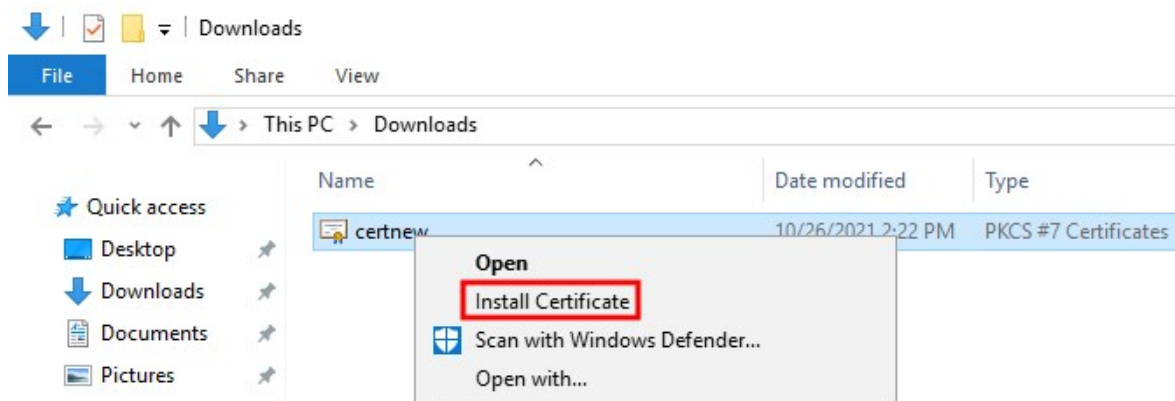 Downloads
File Home Share View
This PC > Downloads
Name Date modified Type
Quick access
certnew 10/26/2021 2:22 PM PKCS #7 Certificates
Desktop
Open
Downloads
Install Certificate
Documents
Scan with Windows Defender...
Pictures
Open with...